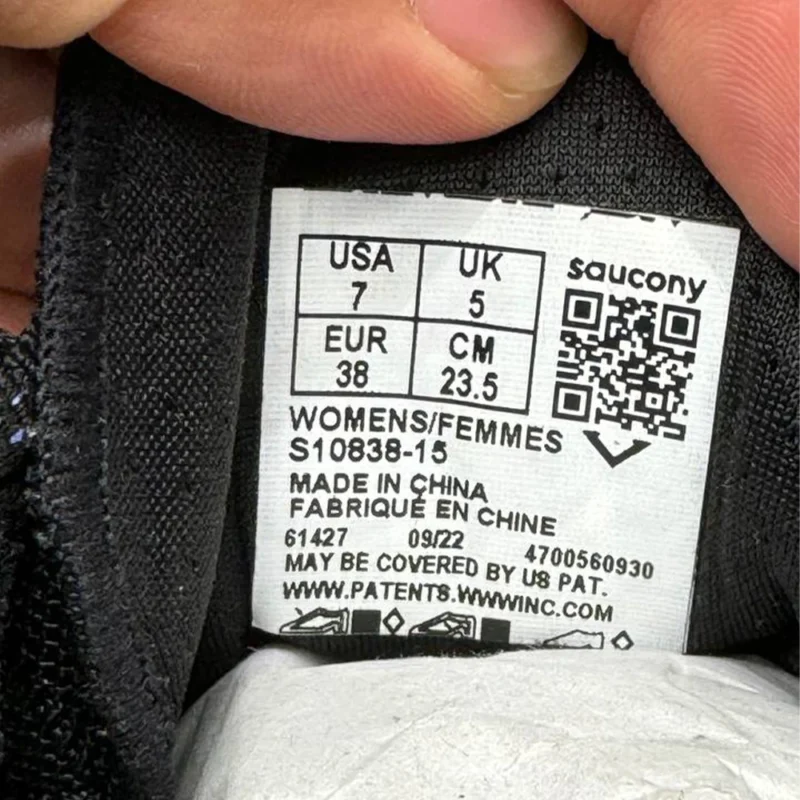 USA 7
UK 5
EUR 38
CM 23.5
saucony
WOMENS/FEMMES
S10838-15
MADE IN CHINA
FABRIQUÉ EN CHINE
61427 09/22 4700560930
MAY BE COVERED BY US PAT.
WWW.PATENTS.WWWINC.COM